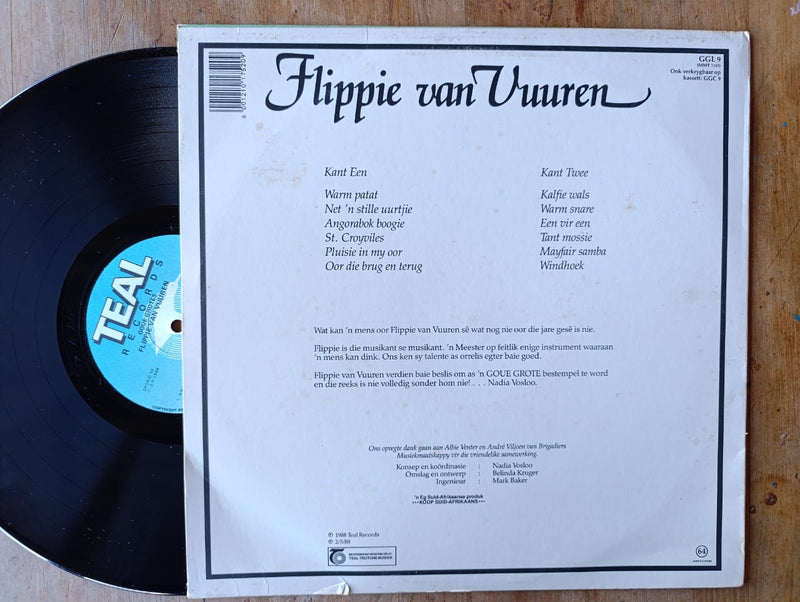 GGL 9
(MMT 1345)
Ook verkrygbaar op
kassett: GGC 9
Flippie van Vuuren
Kant Een
Warm patat
Net 'n stille uurtjie
Angorabok boogie
St. Croyviles
Pluisie in my oor
Oor die brug en terug
Kant Twee
Kalfie wals
Warm snare
Een vir een
Tant mossie
Mayfair samba
Windhoek
Wat kan 'n mens oor Flippie van Vuuren sê wat nog nie oor die jare gesê is nie.
Flippie is die musikant se musikant. 'n Meester op feitlik enige instrument waaraan
'n mens kan dink. Ons ken sy talente as orrelis egter baie goed.
Flippie van Vuuren verdien baie beslis om as 'n GOUE GROTE bestempel te word
en die reeks is nie volledig sonder hom nie! . . . Nadia Vosloo.
Ons opregte dank gaan aan Albie Venter en André Viljoen van Brigadiers
Musiekmaatskappy vir die vriendelike samewerking.
Konsep en koördinasie : Nadia Vosloo
Omslag en ontwerp : Belinda Kruger
Ingenieur : Mark Baker
'n Eg Suid-Afrikaanse produk
•••KOOP SUID-AFRIKAANS•••
℗ 1988 Teal Records
℗ 2/5/88
TEAL TRUTONE MUSIEK
64
TEAL
RECORDS
GOUE GROTES
FLIPPIE VAN VUUREN